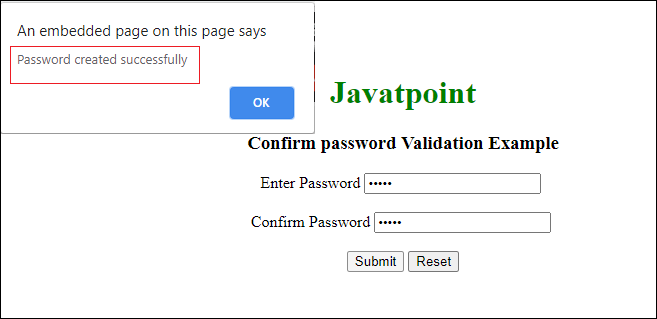 An embedded page on this page says
Password created successfully
OK
Javatpoint
Confirm password Validation Example
Enter Password •••••
Confirm Password •••••
Submit Reset